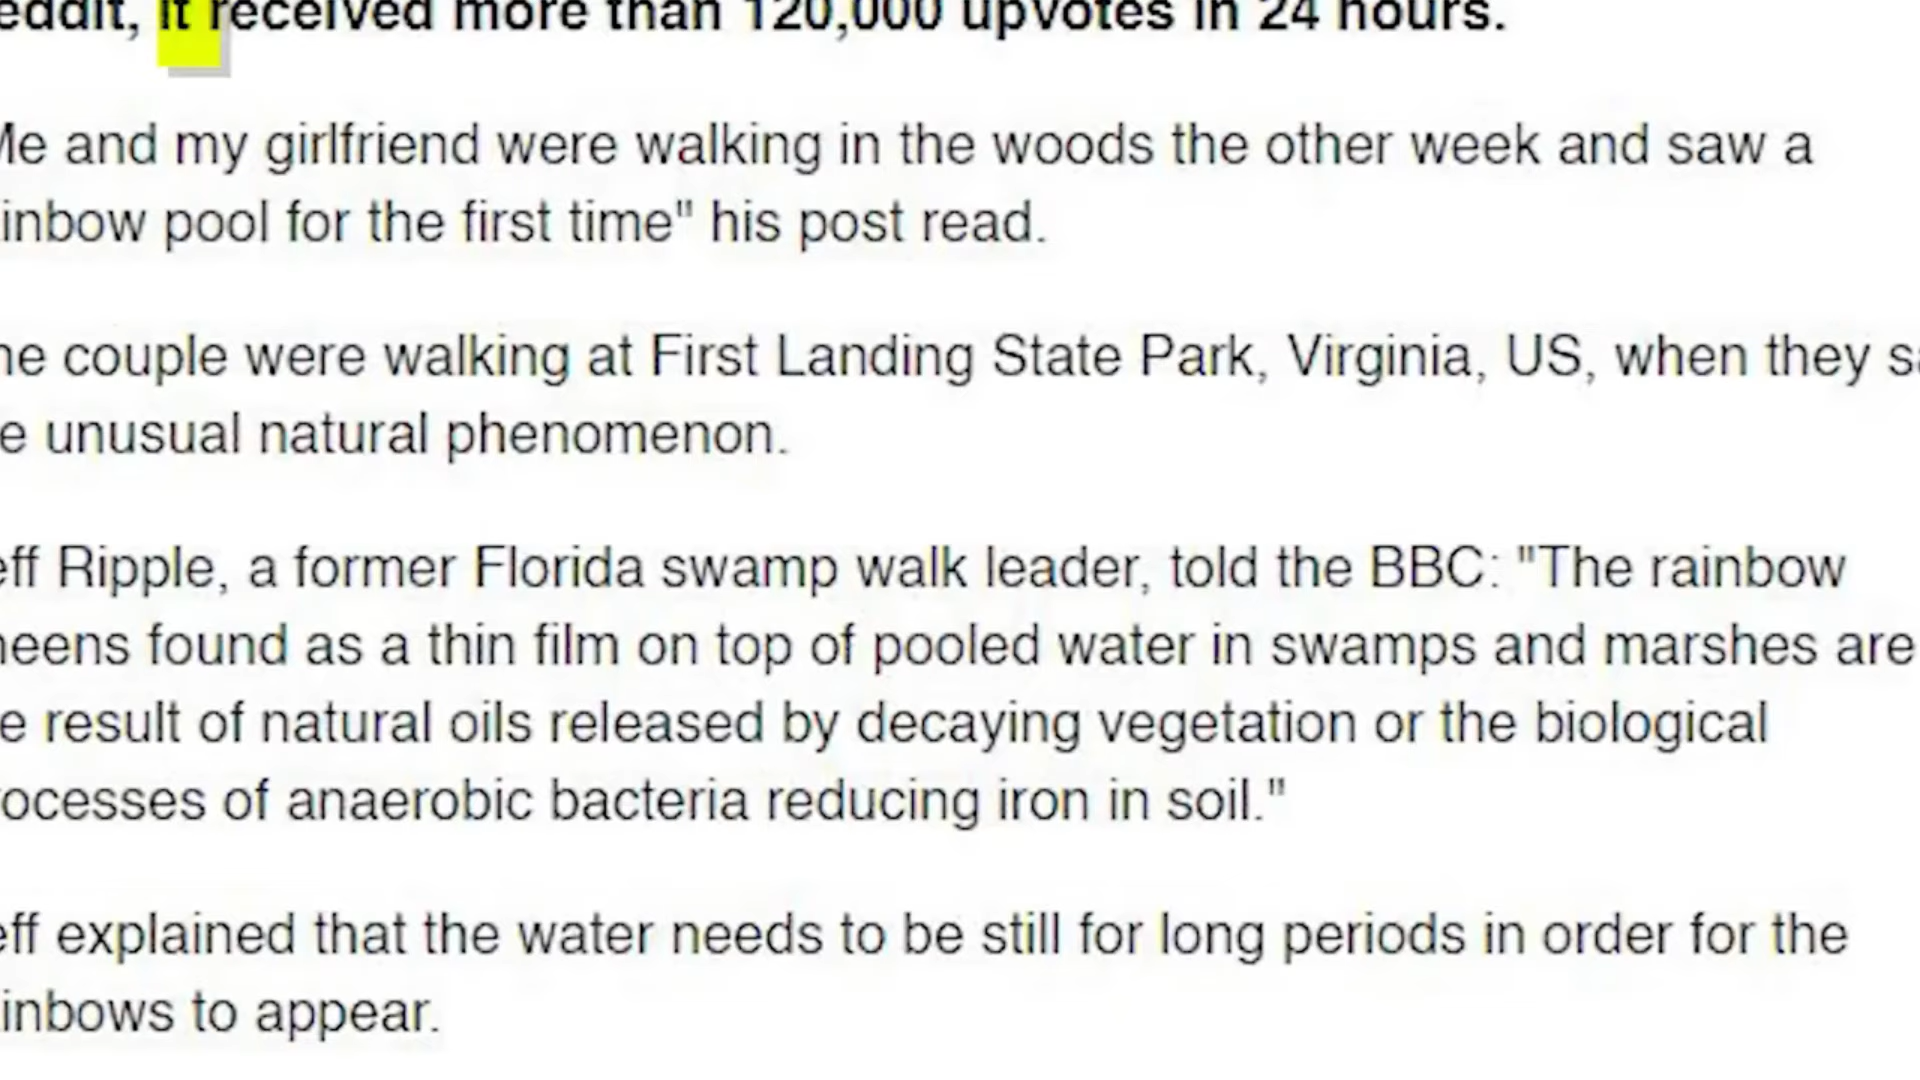 eddit, it received more than 120,000 upvotes in 24 hours.
Me and my girlfriend were walking in the woods the other week and saw a
inbow pool for the first time" his post read.
he couple were walking at First Landing State Park, Virginia, US, when they sa
e unusual natural phenomenon.
eff Ripple, a former Florida swamp walk leader, told the BBC: "The rainbow
heens found as a thin film on top of pooled water in swamps and marshes are
e result of natural oils released by decaying vegetation or the biological
rocesses of anaerobic bacteria reducing iron in soil."
eff explained that the water needs to be still for long periods in order for the
inbows to appear.